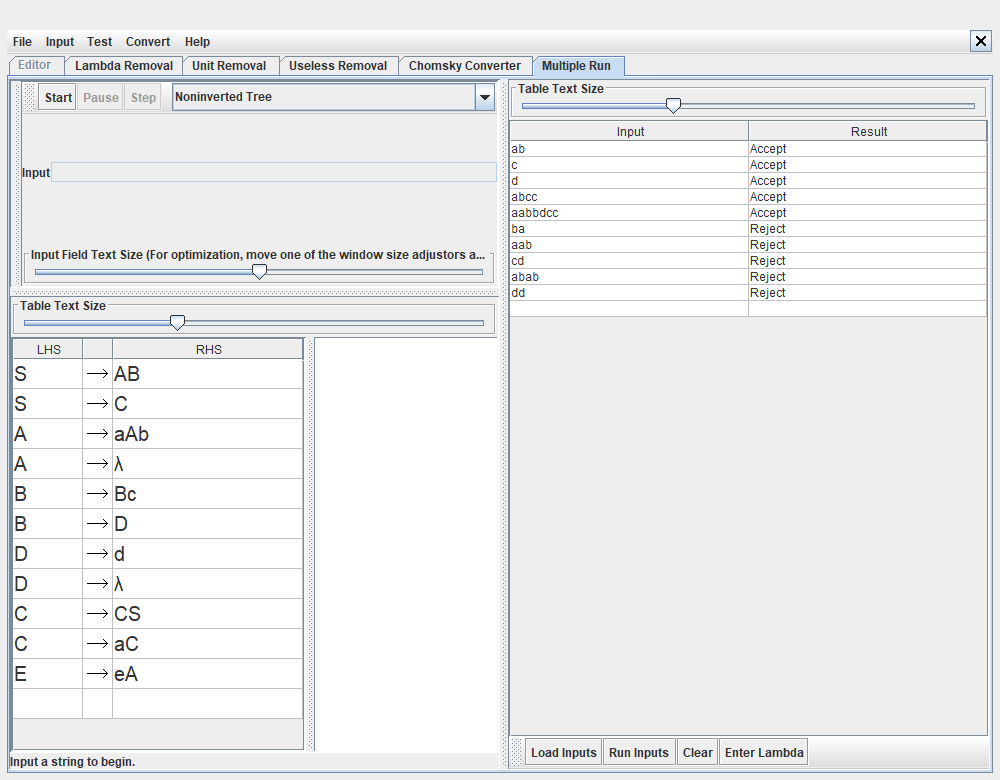 File Input Test Convert Help
Editor Lambda Removal Unit Removal Useless Removal Chomsky Converter Multiple Run
Start Pause Step Noninverted Tree
Input
Input Field Text Size (For optimization, move one of the window size adjustors a...
Table Text Size
LHS RHS
S → AB
S → C
A → aAb
A → λ
B → Bc
B → D
D → d
D → λ
C → CS
C → aC
E → eA
Input a string to begin.
Table Text Size
Input Result
ab Accept
c Accept
d Accept
abcc Accept
aabbdcc Accept
ba Reject
aab Reject
cd Reject
abab Reject
dd Reject
Load Inputs Run Inputs Clear Enter Lambda